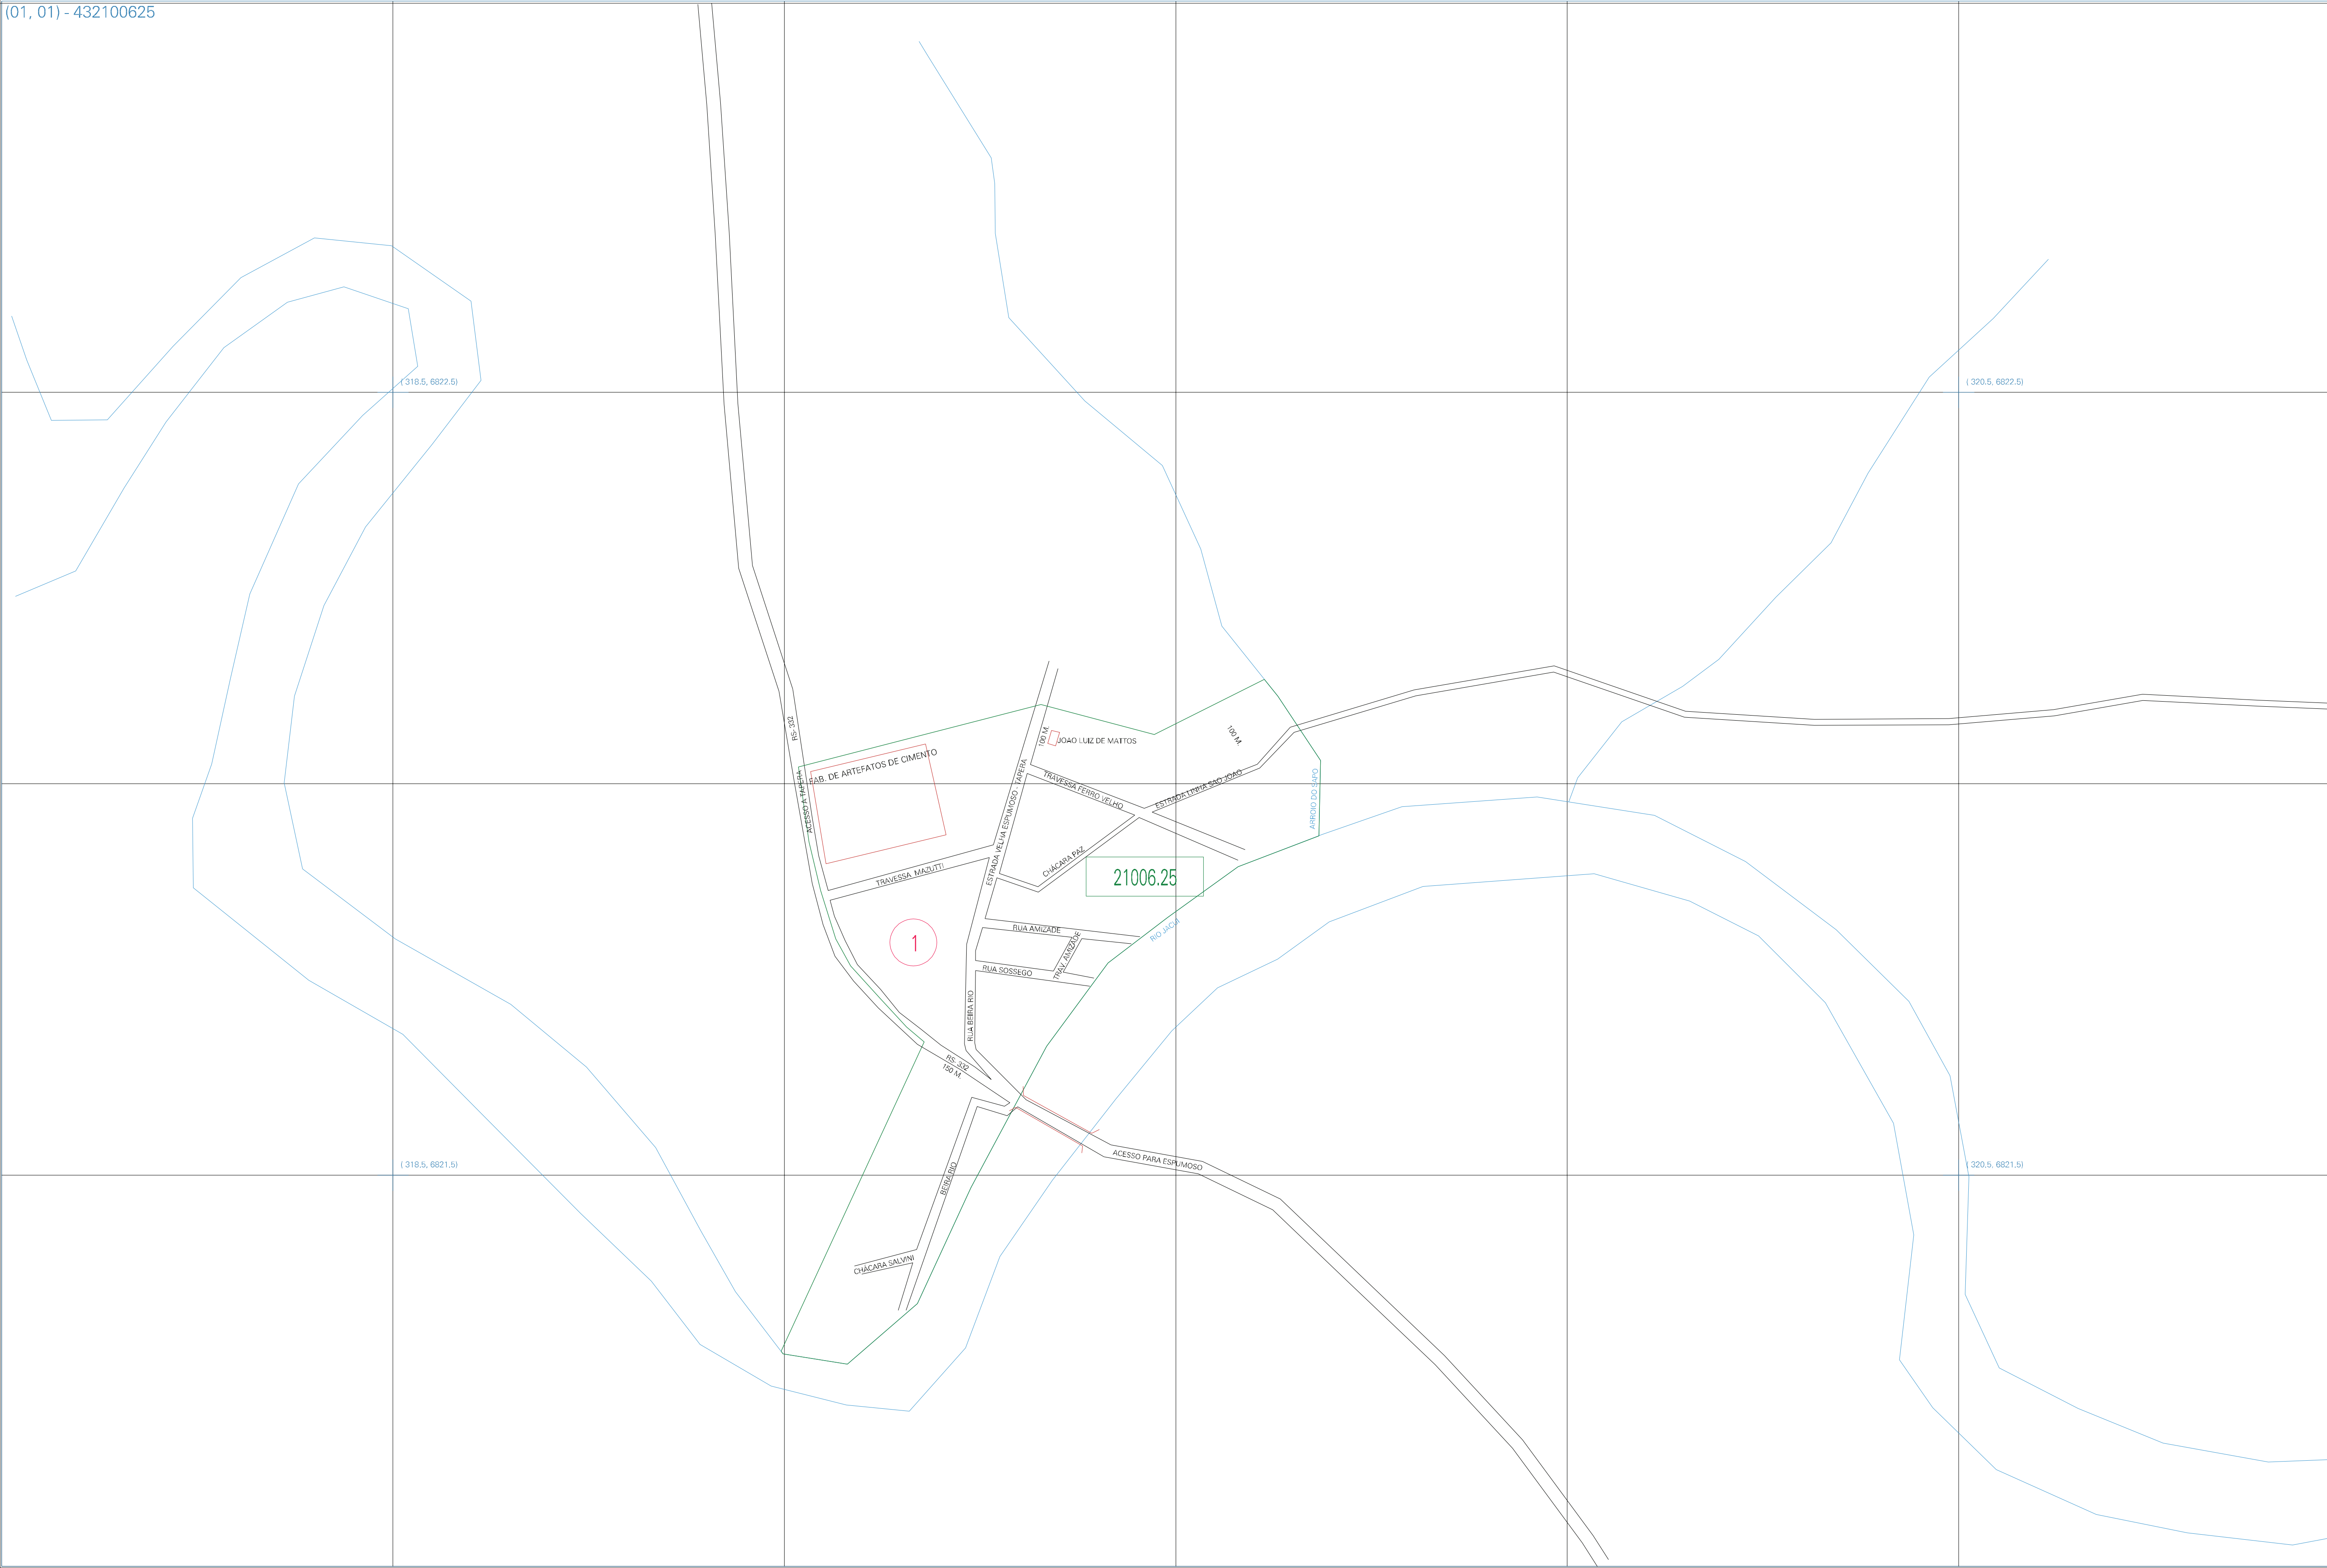 (01, 01) - 432100625
( 318.5, 6822.5)
( 320.5, 6822.5)
RS- 332
100 M.
JOAO LUIZ DE MATTOS
100 M.
FAB. DE ARTEFATOS DE CIMENTO
ACESSO A TAPERA
ESTRADA VELHA ESPUMOSO - TAPERA
TRAVESSA FERRO VELHO
ESTRADA LINHA SAO JOAO
ARROIO DO SAPO
TRAVESSA MAZUTTI
CHÁCARA PAZ
21006.25
1
RUA AMIZADE
TRAV. AMIZADE
RIO JACUI
RUA SOSSEGO
RUA BEIRA RIO
RS- 332
150 M.
ACESSO PARA ESPUMOSO
( 318.5, 6821.5)
( 320.5, 6821.5)
BEIRA RIO
CHÁCARA SALVINI